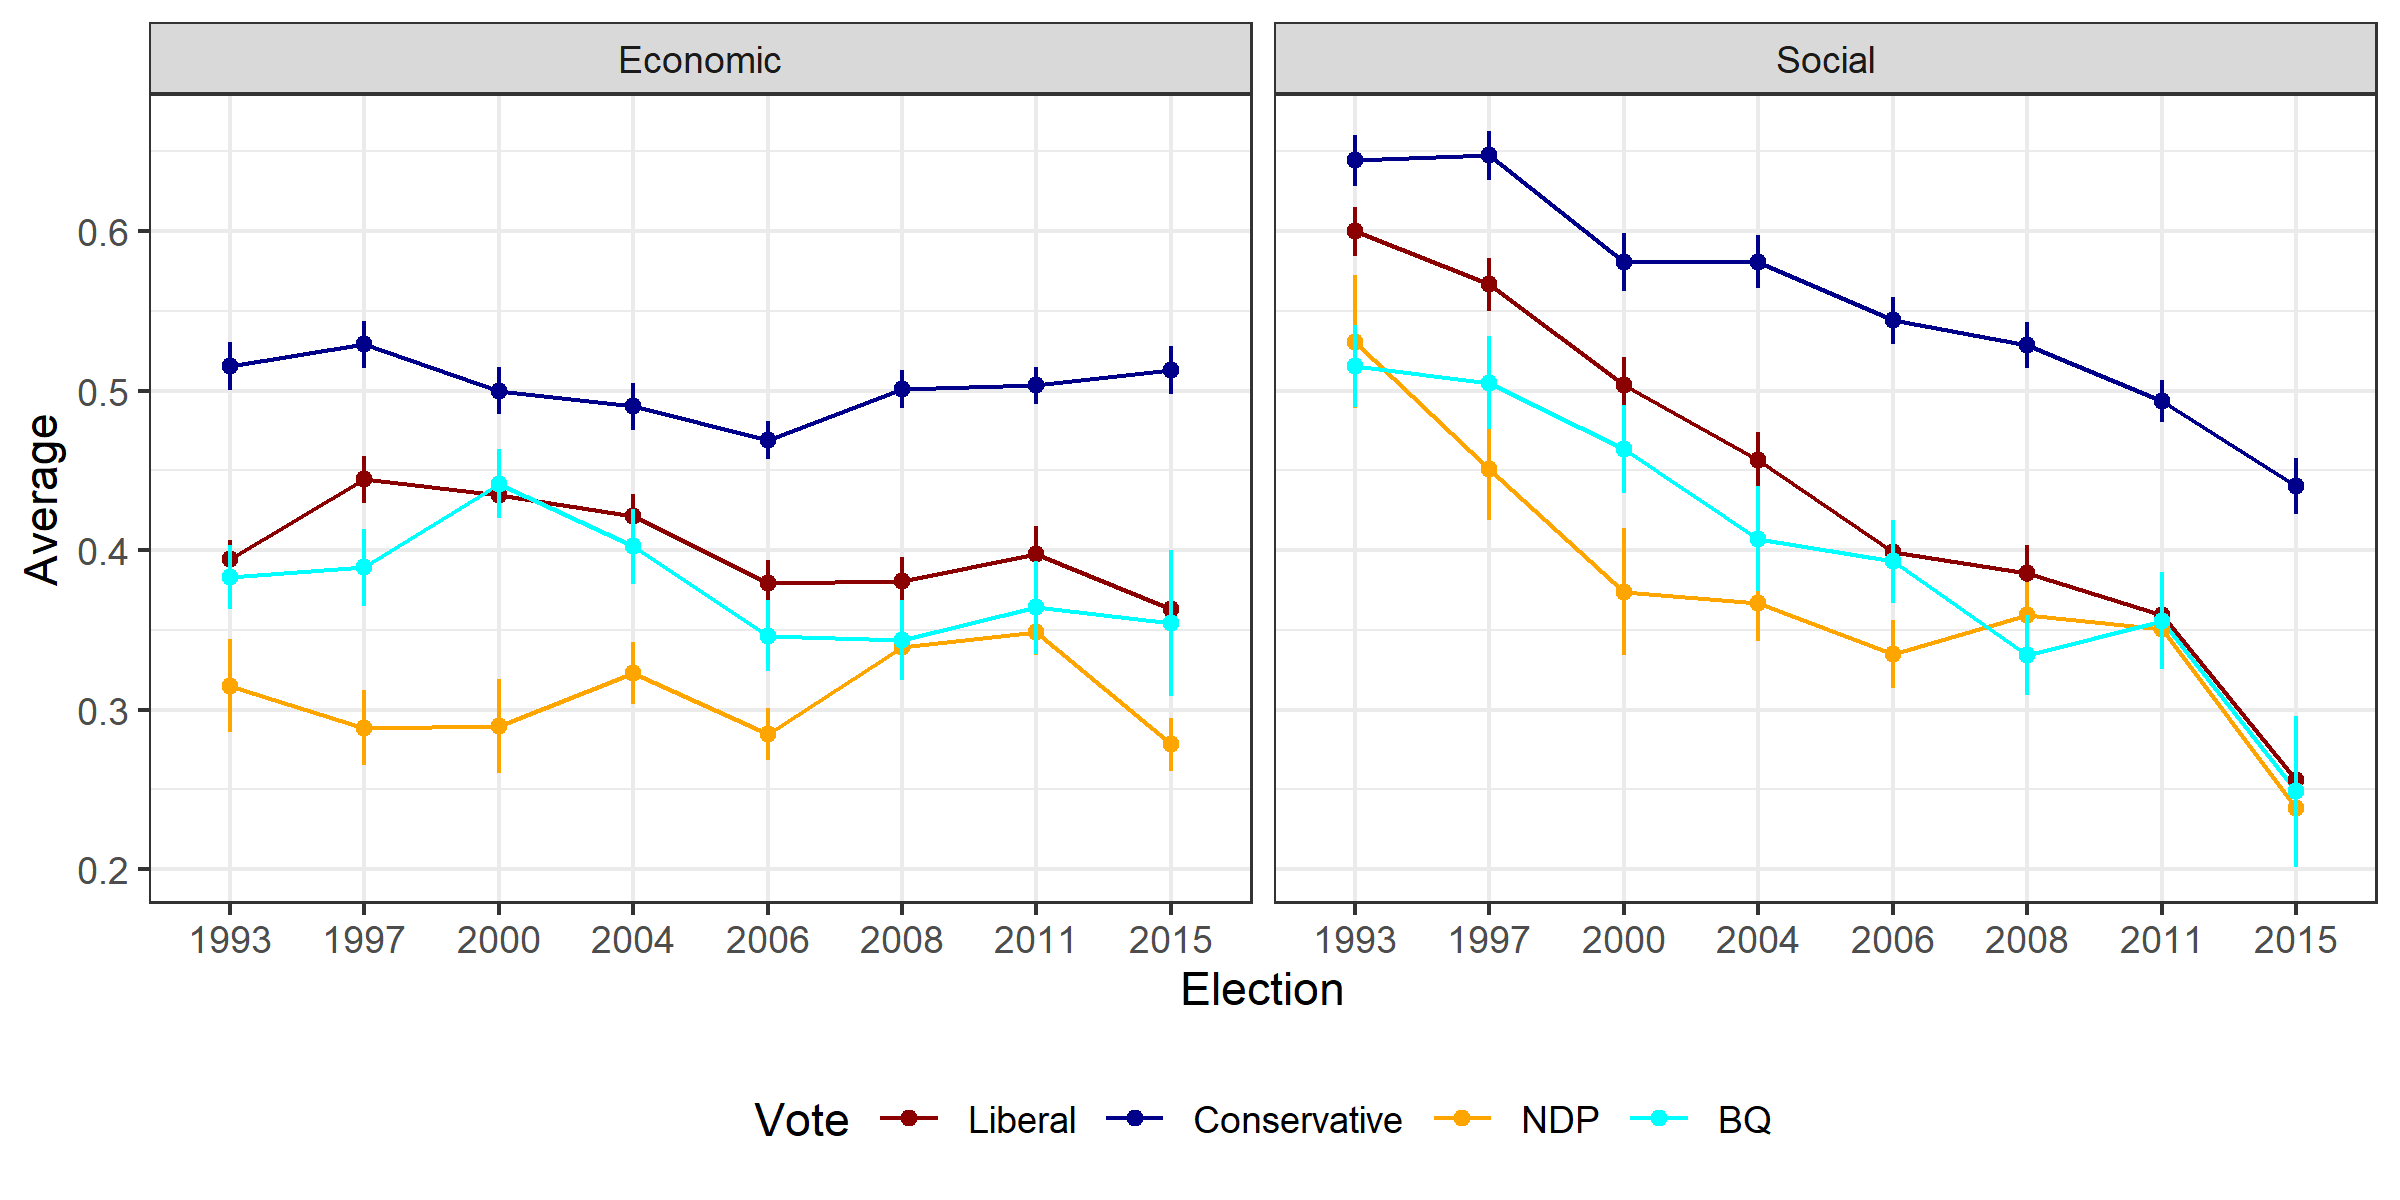 Economic
Social
Average
0.6
0.5
0.4
0.3
0.2
1993 1997 2000 2004 2006 2008 2011 2015
1993 1997 2000 2004 2006 2008 2011 2015
Election
Vote Liberal Conservative NDP BQ